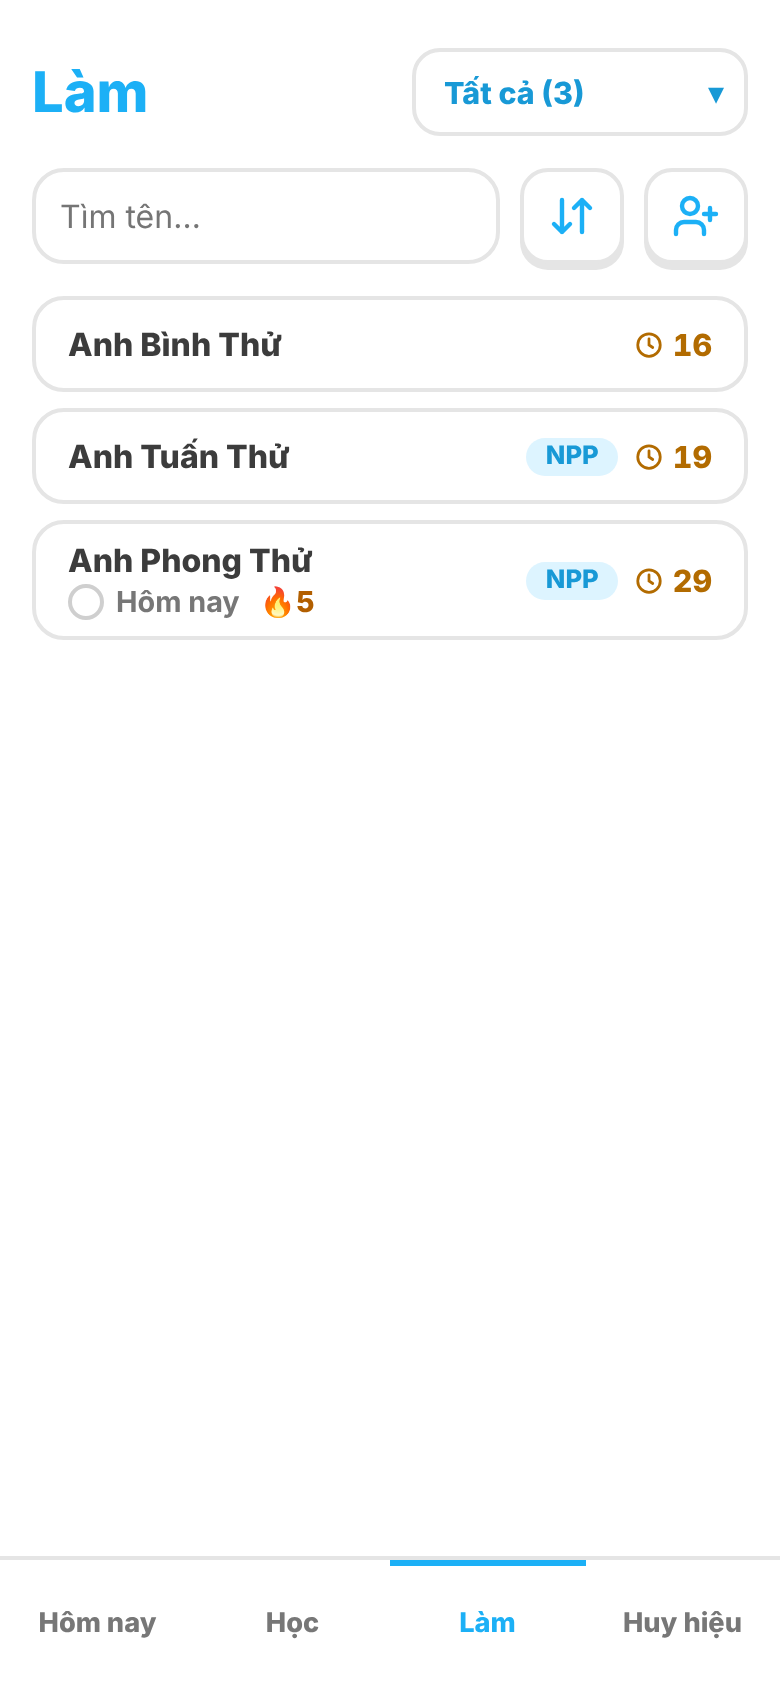 Làm
Tất cả (3) ▼
Tìm tên...
Anh Bình Thử 16
Anh Tuấn Thử NPP 19
Anh Phong Thử
Hôm nay 🔥5 NPP 29
Hôm nay Học Làm Huy hiệu